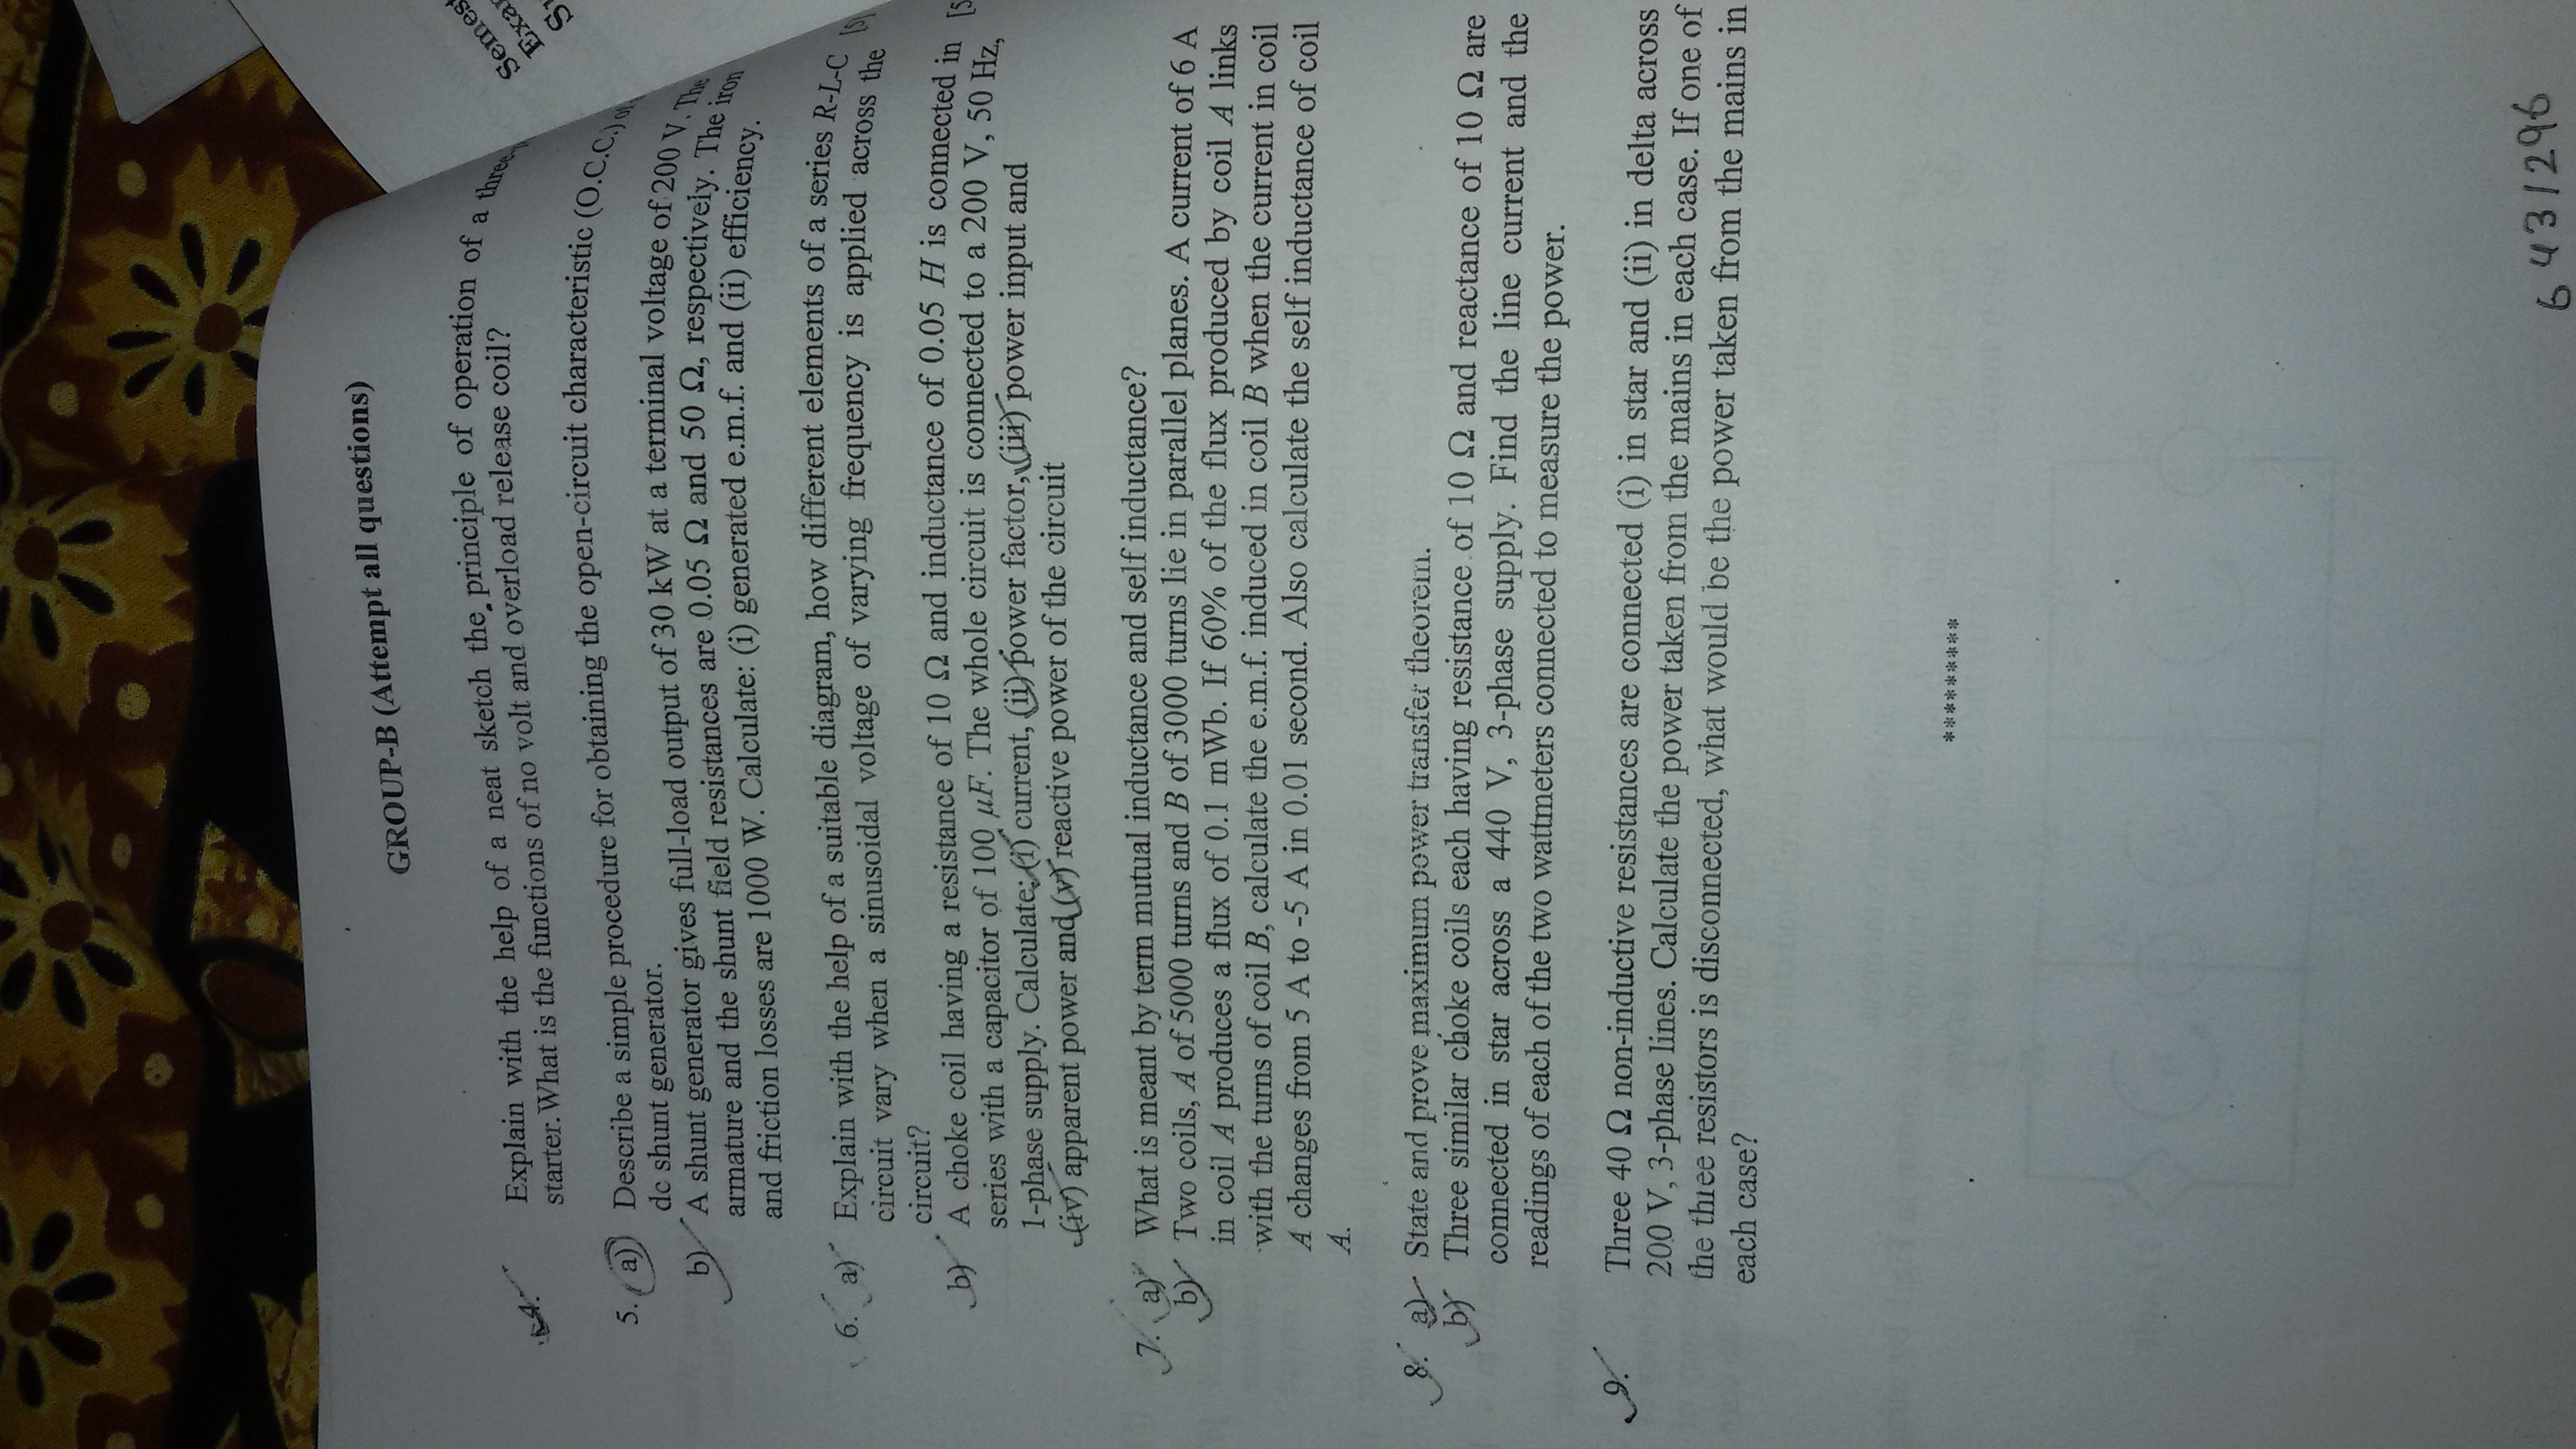 GROUP-B (Attempt all questions)
4. Explain with the help of a neat sketch the principle of operation of a three
starter. What is the functions of no volt and overload release coil?
5. a) Describe a simple procedure for obtaining the open-circuit characteristic (O.C.C.) of
dc shunt generator.
b) A shunt generator gives full-load output of 30 kW at a terminal voltage of 200 V. The
armature and the shunt field resistances are 0.05 Ω and 50 Ω, respectively. The iron
and friction losses are 1000 W. Calculate: (i) generated e.m.f. and (ii) efficiency.
6. a) Explain with the help of a suitable diagram, how different elements of a series R-L-C [5]
circuit vary when a sinusoidal voltage of varying frequency is applied across the
circuit?
b) A choke coil having a resistance of 10 Ω and inductance of 0.05 H is connected in [5
series with a capacitor of 100 μF. The whole circuit is connected to a 200 V, 50 Hz,
1-phase supply. Calculate: (i) current, (ii) power factor, (iii) power input and
(iv) apparent power and (v) reactive power of the circuit
7. a) What is meant by term mutual inductance and self inductance?
b) Two coils, A of 5000 turns and B of 3000 turns lie in parallel planes. A current of 6 A
in coil A produces a flux of 0.1 mWb. If 60% of the flux produced by coil A links
with the turns of coil B, calculate the e.m.f. induced in coil B when the current in coil
A changes from 5 A to -5 A in 0.01 second. Also calculate the self inductance of coil
A.
8. a) State and prove maximum power transfer theorem.
b) Three similar choke coils each having resistance of 10 Ω and reactance of 10 Ω are
connected in star across a 440 V, 3-phase supply. Find the line current and the
readings of each of the two wattmeters connected to measure the power.
9. Three 40 Ω non-inductive resistances are connected (i) in star and (ii) in delta across
200 V, 3-phase lines. Calculate the power taken from the mains in each case. If one of
the three resistors is disconnected, what would be the power taken from the mains in
each case?
*********
6431296
Semest
Exa